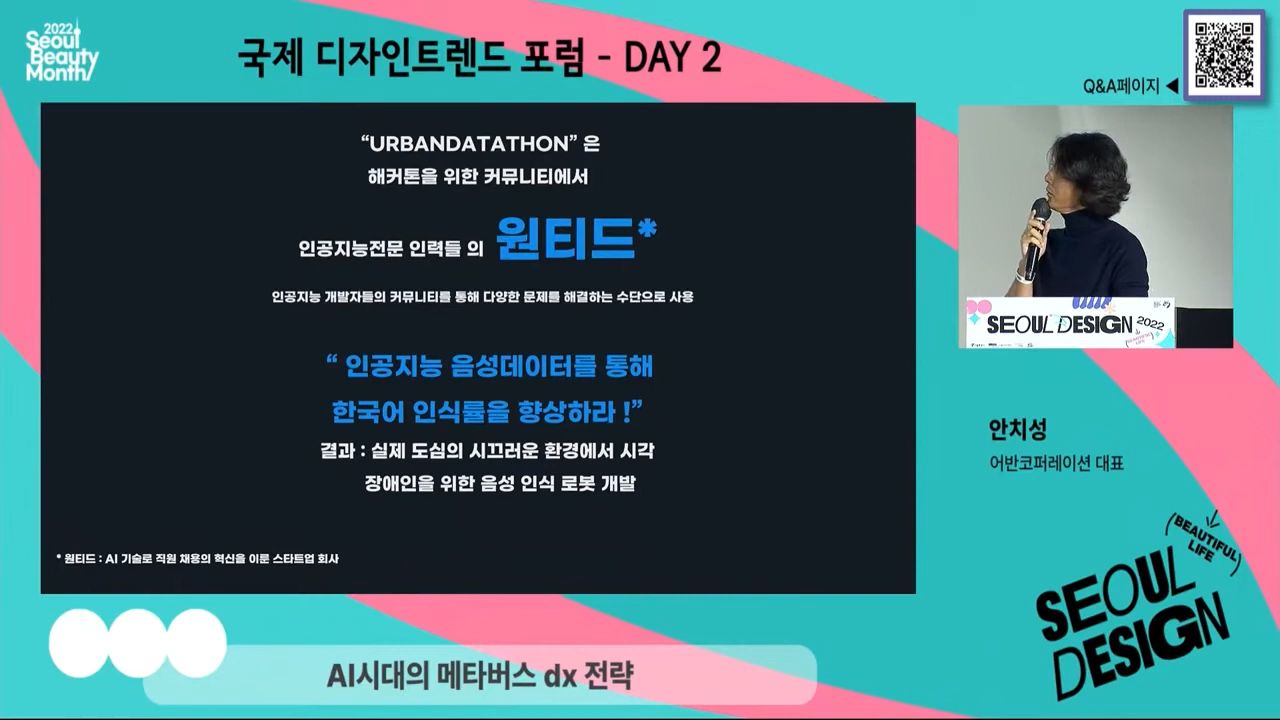 2022
Seoul
Beauty
Month/
국제 디자인트렌드 포럼 - DAY 2
Q&A페이지 ◀
“URBANDATATHON” 은
해커톤을 위한 커뮤니티에서
인공지능전문 인력들 의 원티드*
인공지능 개발자들의 커뮤니티를 통해 다양한 문제를 해결하는 수단으로 사용
“ 인공지능 음성데이터를 통해
한국어 인식률을 향상하라 !”
결과 : 실제 도심의 시끄러운 환경에서 시각
장애인을 위한 음성 인식 로봇 개발
* 원티드 : AI 기술로 직원 채용의 혁신을 이룬 스타트업 회사
SEOUL DESIGN 2022
안치성
어반코퍼레이션 대표
(BEAUTIFUL
LIFE)
SEOUL
DESIGN
AI시대의 메타버스 dx 전략